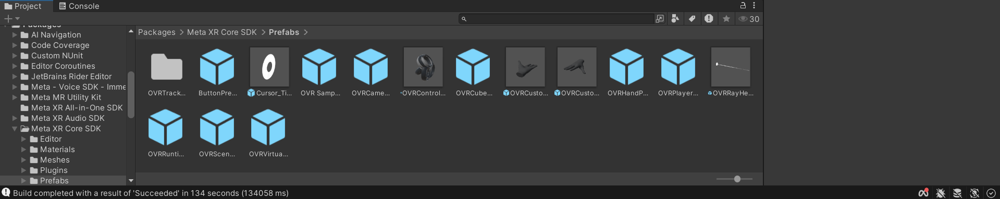 Project
Console
30
Packages
AI Navigation
Code Coverage
Custom NUnit
Editor Coroutines
JetBrains Rider Editor
Meta - Voice SDK - Imme
Meta MR Utility Kit
Meta XR All-in-One SDK
Meta XR Audio SDK
Meta XR Core SDK
Editor
Materials
Meshes
Plugins
Prefabs
Packages > Meta XR Core SDK > Prefabs >
OVRTrack...
ButtonPre...
Cursor_Ti...
OVR Samp...
OVRCame...
OVRControl...
OVRCube...
OVRCusto...
OVRCusto...
OVRHandP...
OVRPlayer...
OVRRayHe...
OVRRunti...
OVRScen...
OVRVirtua...
Build completed with a result of 'Succeeded' in 134 seconds (134058 ms)